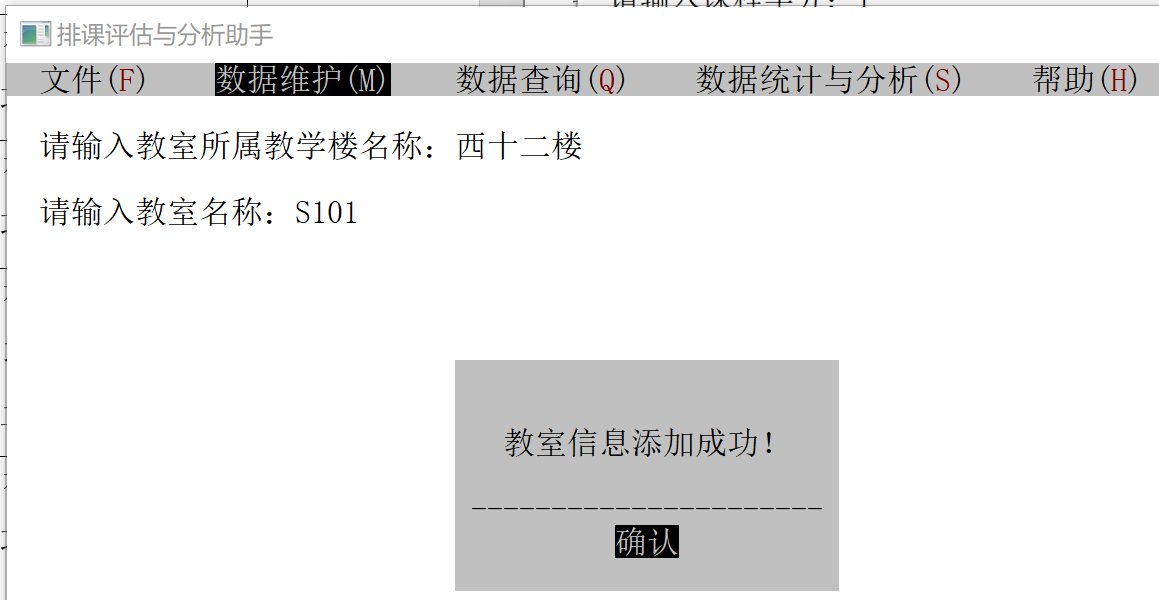 排课评估与分析助手
文件(F) 数据维护(M) 数据查询(Q) 数据统计与分析(S) 帮助(H)
请输入教室所属教学楼名称：西十二楼
请输入教室名称：S101
教室信息添加成功！
----------------------
确认